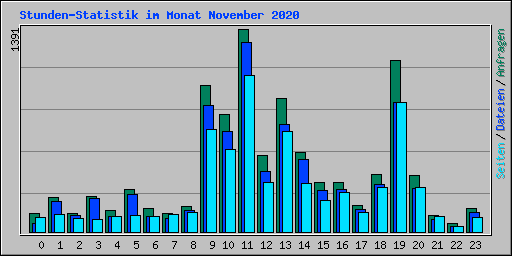 Stunden-Statistik im Monat November 2020
1391
0 1 2 3 4 5 6 7 8 9 10 11 12 13 14 15 16 17 18 19 20 21 22 23
Seiten / Dateien / Anfragen